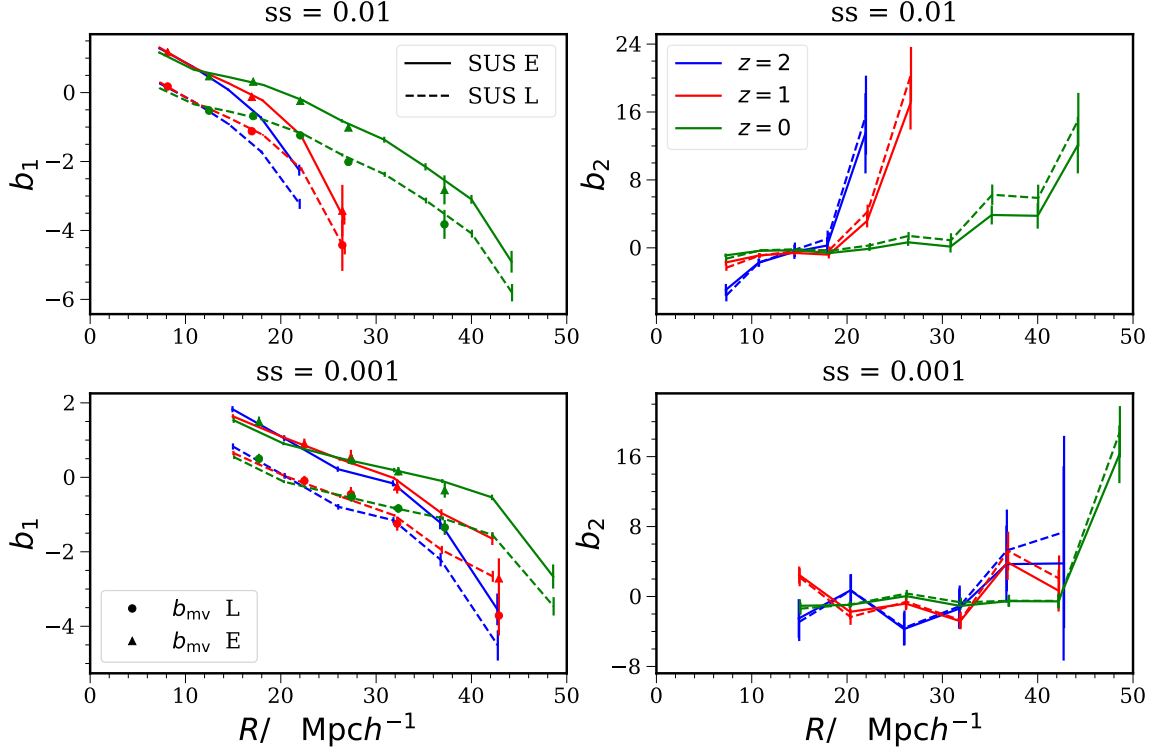 ss = 0.01
0
−2
−4
−6
b₁
0 10 20 30 40 50
SUS E
SUS L
ss = 0.01
24
16
8
0
b₂
0 10 20 30 40 50
z = 2
z = 1
z = 0
ss = 0.001
2
0
−2
−4
b₁
b_mv L
b_mv E
0 10 20 30 40 50
R/ Mpch⁻¹
ss = 0.001
16
8
0
−8
b₂
0 10 20 30 40 50
R/ Mpch⁻¹